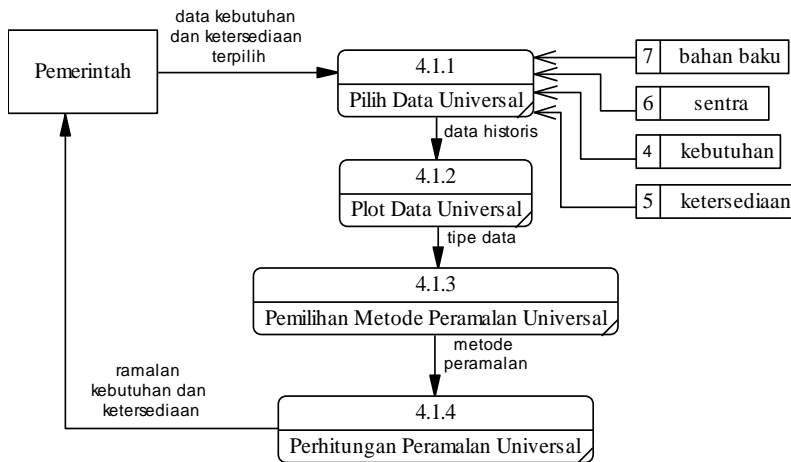 data kebutuhan
dan ketersediaan
terpilih
Pemerintah
4.1.1
Pilih Data Universal
7 bahan baku
6 sentra
4 kebutuhan
5 ketersediaan
data historis
4.1.2
Plot Data Universal
tipe data
4.1.3
Pemilihan Metode Peramalan Universal
metode
peramalan
ramalan
kebutuhan dan
ketersediaan
4.1.4
Perhitungan Peramalan Universal